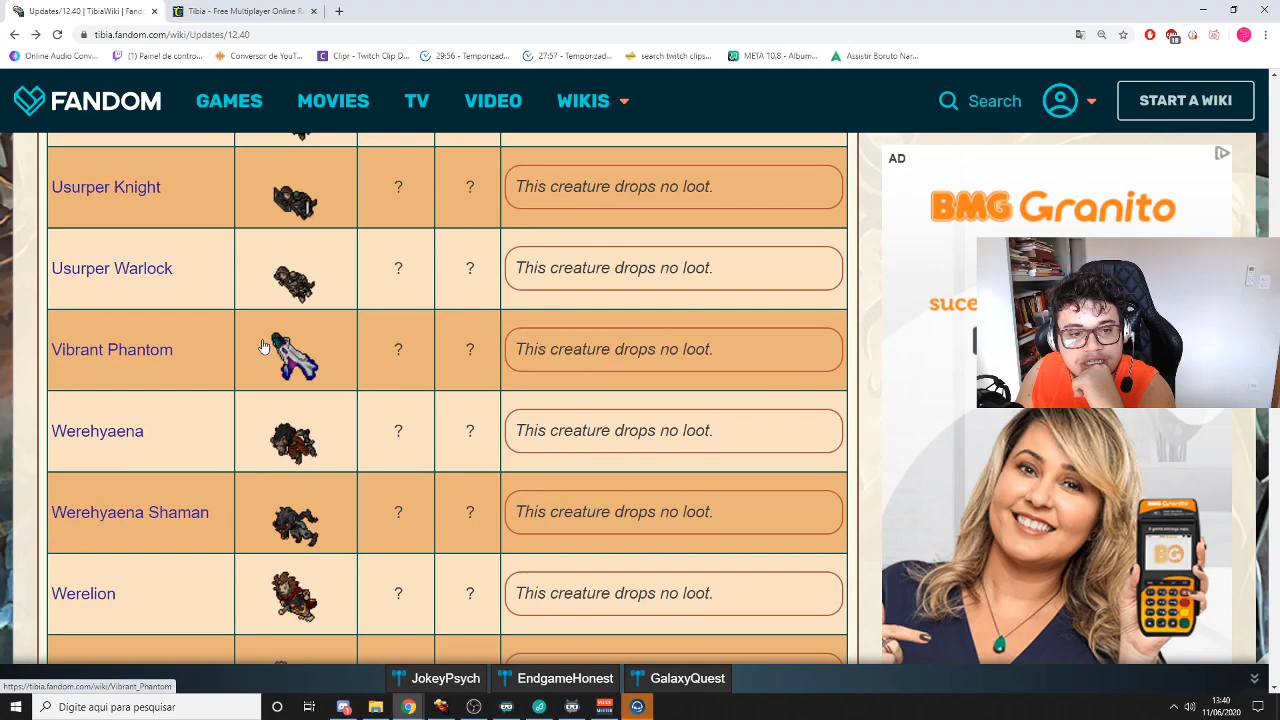 Updates/12.40 | TibiaWiki | Fando
Tibia - Free Multiplayer Online R
tibia.fandom.com/wiki/Updates/12.40
Online Audio Conv...
(1) Painel de contro...
Conversor de YouT...
Clipr - Twitch Clip D...
29:56 - Temporizad...
27:57 - Temporizad...
search twitch clips...
META 10.8 - Album...
Assistir Boruto Nar...
FANDOM
GAMES
MOVIES
TV
VIDEO
WIKIS
Search
START A WIKI
AD
Usurper Knight ? ? This creature drops no loot.
Usurper Warlock ? ? This creature drops no loot.
Vibrant Phantom ? ? This creature drops no loot.
Werehyaena ? ? This creature drops no loot.
Werehyaena Shaman ? ? This creature drops no loot.
Werelion ? ? This creature drops no loot.
BMG Granito
suce
BG
https://tibia.fandom.com/wiki/Vibrant_Phantom
JokeyPsych
EndgameHonest
GalaxyQuest
Digite aqui para pesquisar
13:40
11/06/2020